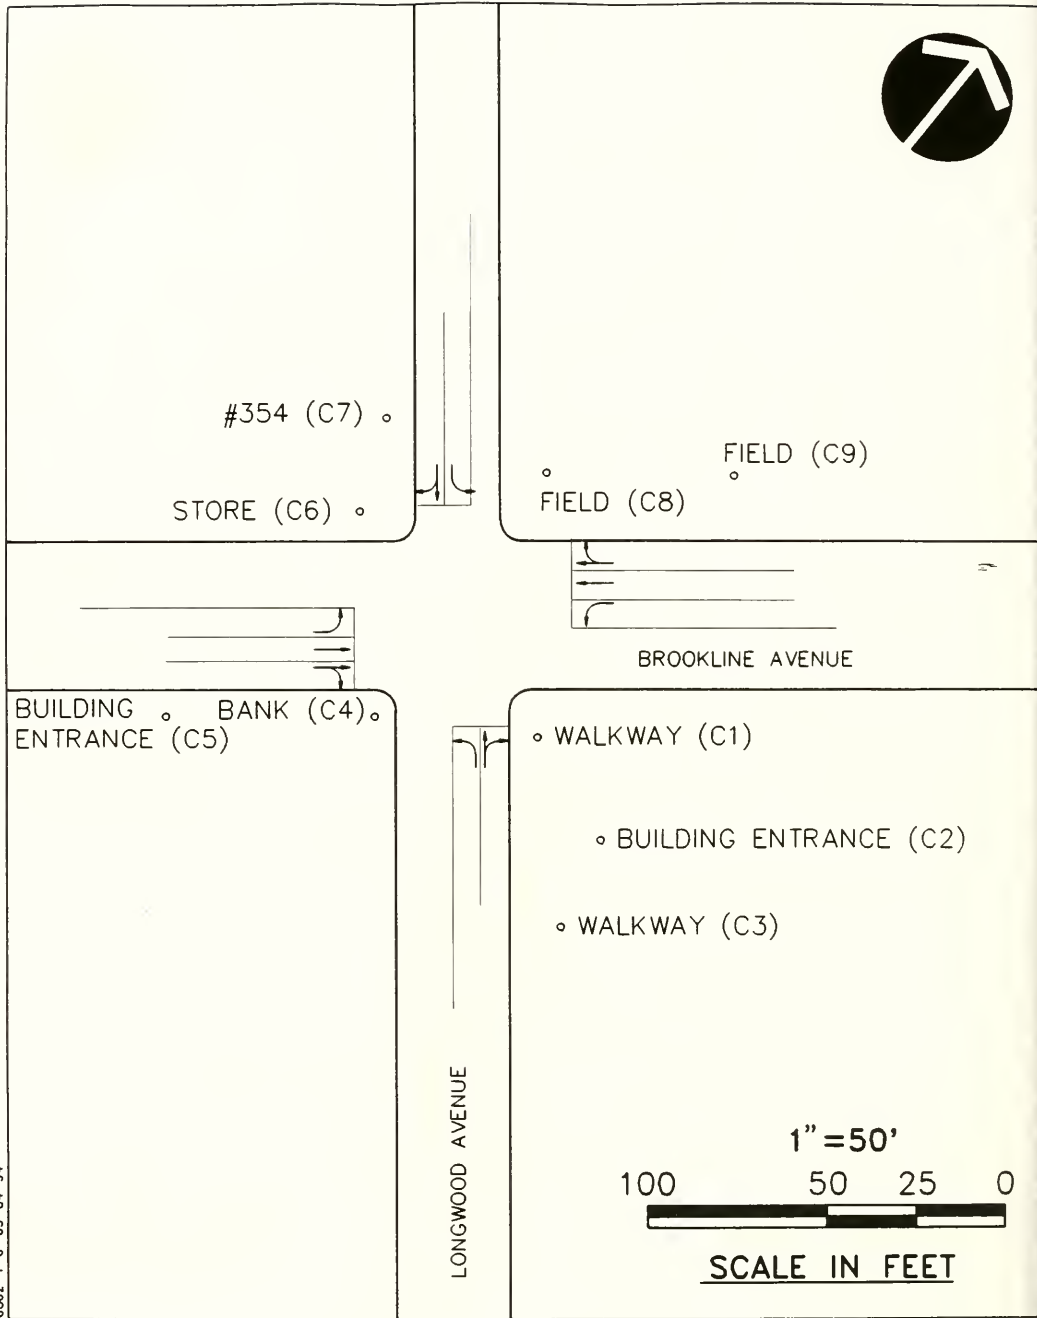 #354 (C7)
FIELD (C9)
STORE (C6)
FIELD (C8)
BROOKLINE AVENUE
BUILDING
ENTRANCE (C5)
BANK (C4)
WALKWAY (C1)
BUILDING ENTRANCE (C2)
WALKWAY (C3)
LONGWOOD AVENUE
1"=50'
100 50 25 0
SCALE IN FEET